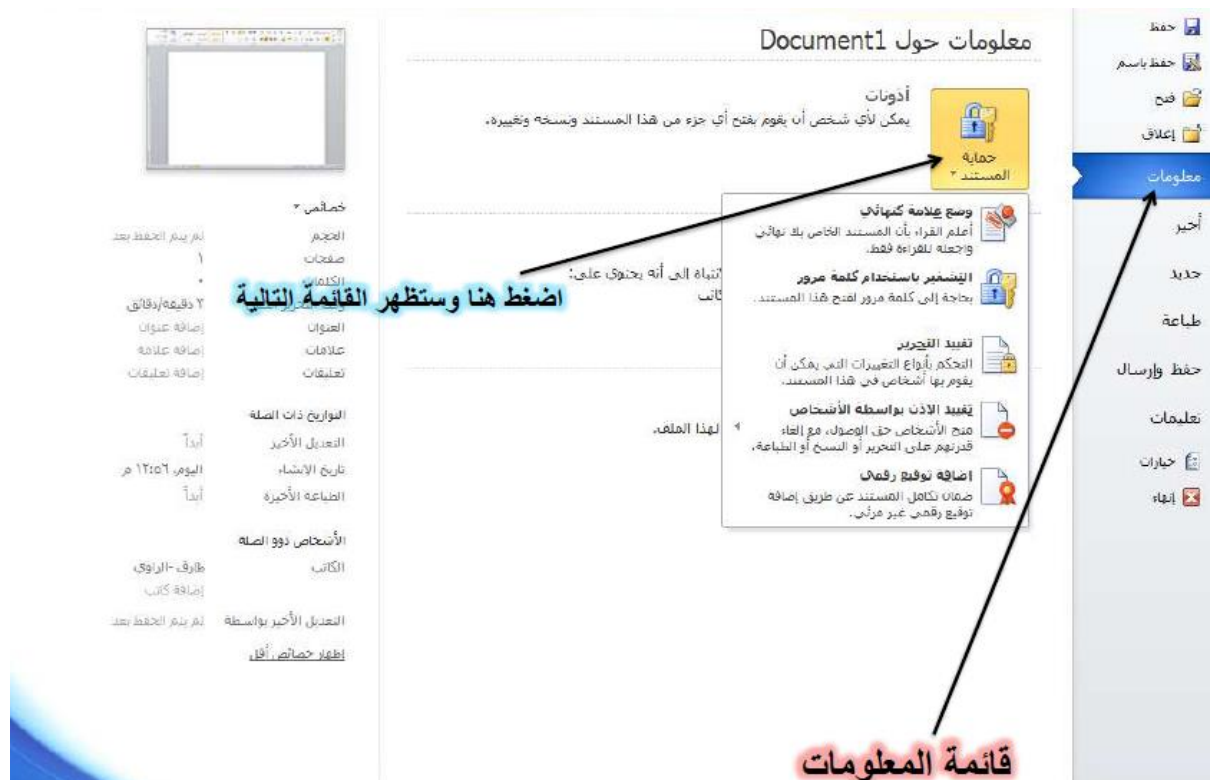 حفظ
حفظ باسم
فتح
إغلاق
معلومات
أخير
جديد
طباعة
حفظ وإرسال
تعليمات
خيارات
إنهاء
معلومات حول Document1
أذونات
يمكن لأي شخص أن يقوم بفتح أي جزء من هذا المستند ونسخه وتغييره.
حماية
المستند
وضع علامة كنهائي
أعلم القراء بأن المستند الخاص بك نهائي
واجعله للقراءة فقط.
التشفير باستخدام كلمة مرور
بحاجة إلى كلمة مرور لفتح هذا المستند.
تقييد التحرير
التحكم بأنواع التغييرات التي يمكن أن
يقوم بها أشخاص في هذا المستند.
تقييد الأذن بواسطة الأشخاص
منح الأشخاص حق الوصول، مع إلغاء
قدرتهم على التحرير أو النسخ أو الطباعة.
إضافة توقيع رقمي
ضمان تكامل المستند عن طريق إضافة
توقيع رقمي غير مرئي.
إلى أنه يحتوي على:
لهذا الملف.
اضغط هنا وستظهر القائمة التالية
خصائص
الحجم لم يتم الحفظ بعد
صفحات ١
الكلمات ٠
٢ دقيقة/دقائق
العنوان إضافة عنوان
علامات إضافة علامة
تعليقات إضافة تعليقات
التواريخ ذات الصلة
التعديل الأخير أبداً
تاريخ الإنشاء اليوم، ١٢:٥٦ م
الطباعة الأخيرة أبداً
الأشخاص ذوو الصلة
الكاتب طارق-الراوي
إضافة كاتب
التعديل الأخير بواسطة لم يتم الحفظ بعد
إظهار خصائص أقل
قائمة المعلومات